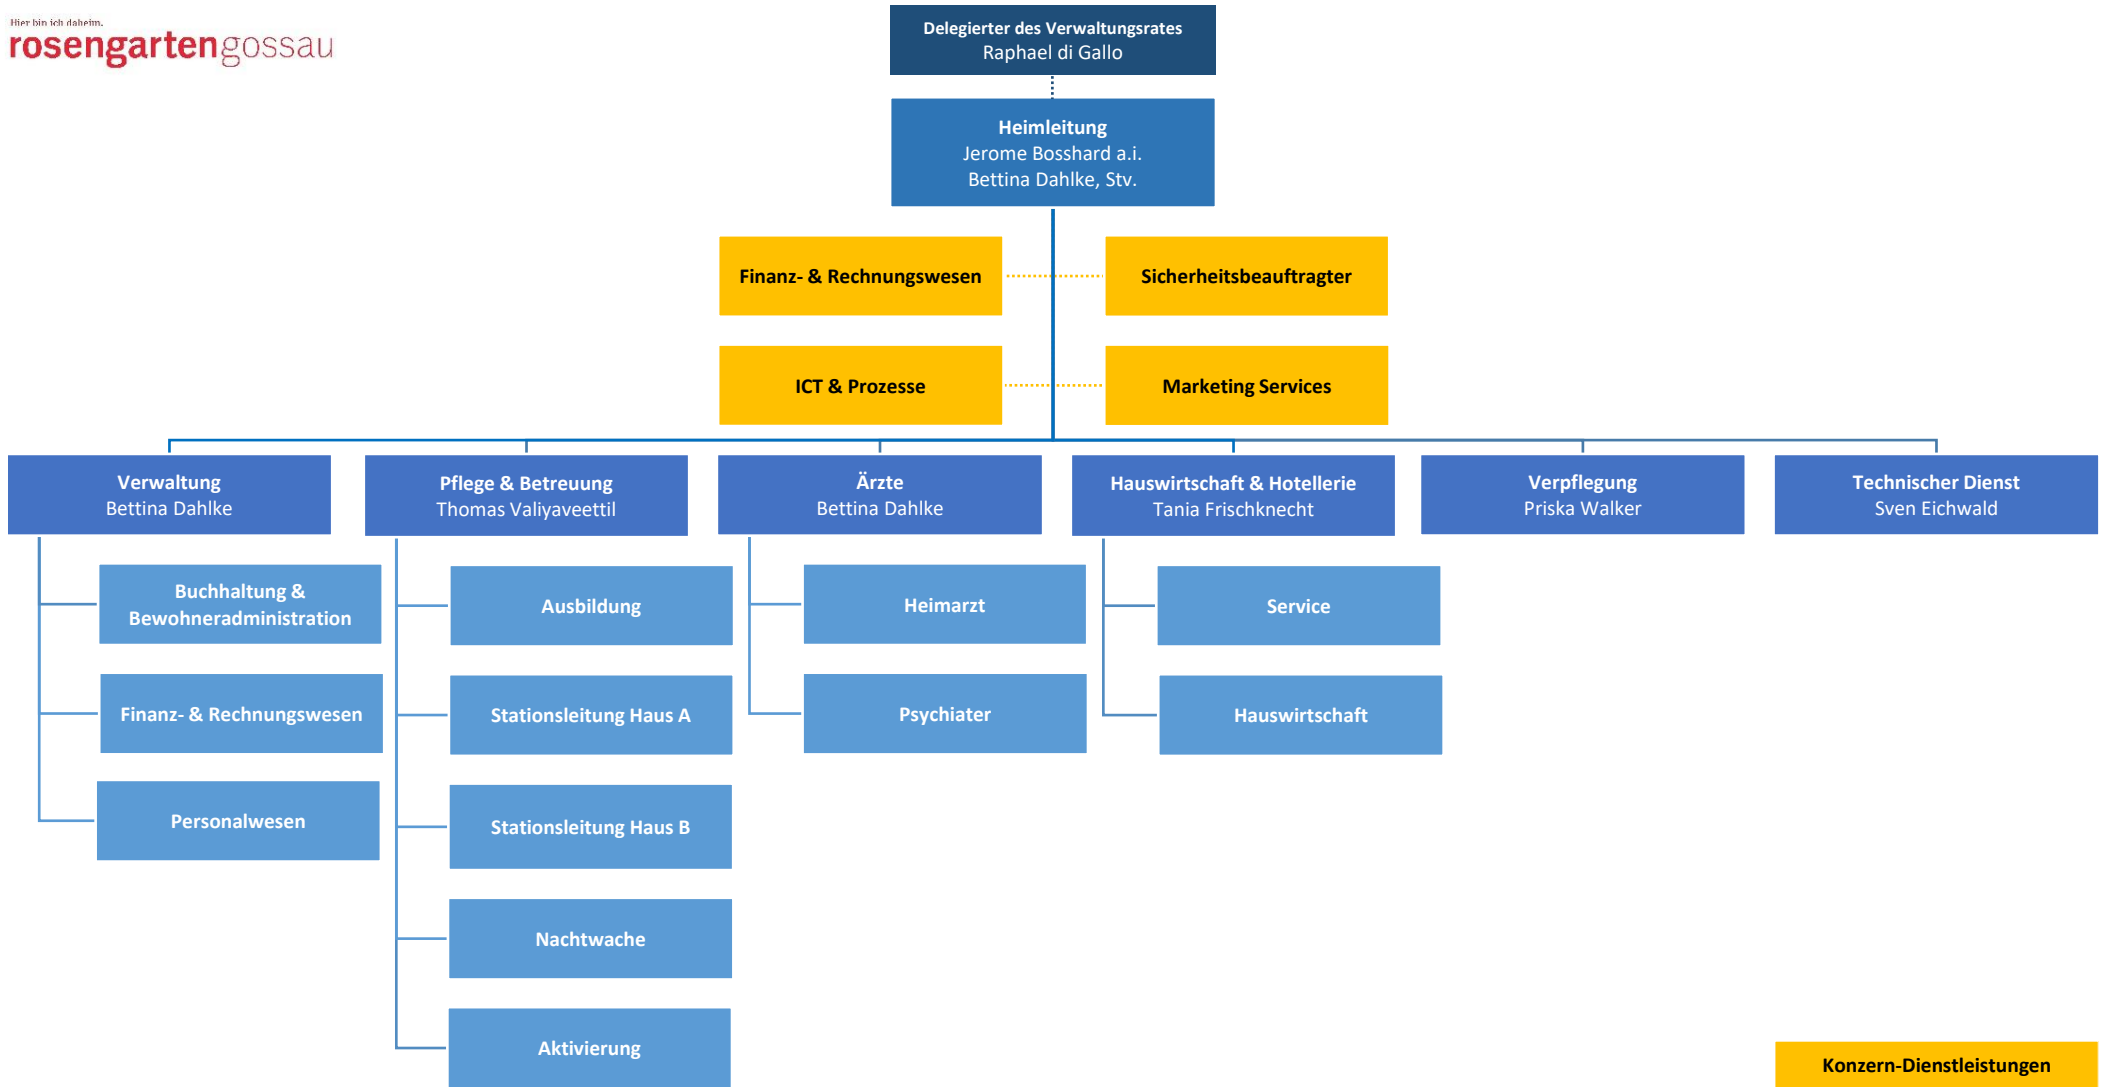 Hier bin ich daheim.
rosengartengossau
Delegierter des Verwaltungsrates
Raphael di Gallo
Heimleitung
Jerome Bosshard a.i.
Bettina Dahlke, Stv.
Finanz- & Rechnungswesen
Sicherheitsbeauftragter
ICT & Prozesse
Marketing Services
Verwaltung
Bettina Dahlke
Pflege & Betreuung
Thomas Valiyaveettil
Ärzte
Bettina Dahlke
Hauswirtschaft & Hotellerie
Tania Frischknecht
Verpflegung
Priska Walker
Technischer Dienst
Sven Eichwald
Buchhaltung &
Bewohneradministration
Finanz- & Rechnungswesen
Personalwesen
Ausbildung
Stationsleitung Haus A
Stationsleitung Haus B
Nachtwache
Aktivierung
Heimarzt
Psychiater
Service
Hauswirtschaft
Konzern-Dienstleistungen